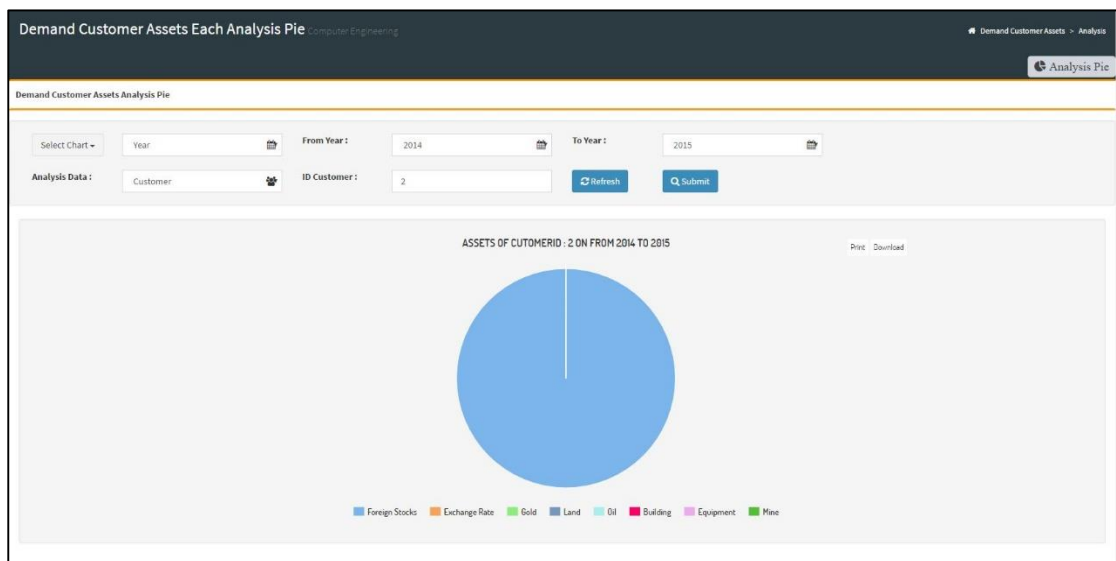 Demand Customer Assets Each Analysis Pie Computer Engineering
Demand Customer Assets > Analysis
Analysis Pie
Demand Customer Assets Analysis Pie
Select Chart Year From Year : 2014 To Year : 2015
Analysis Data : Customer ID Customer : 2 Refresh Submit
ASSETS OF CUTOMERID : 2 ON FROM 2014 TO 2015
Print Download
Foreign Stocks Exchange Rate Gold Land Oil Building Equipment Mine